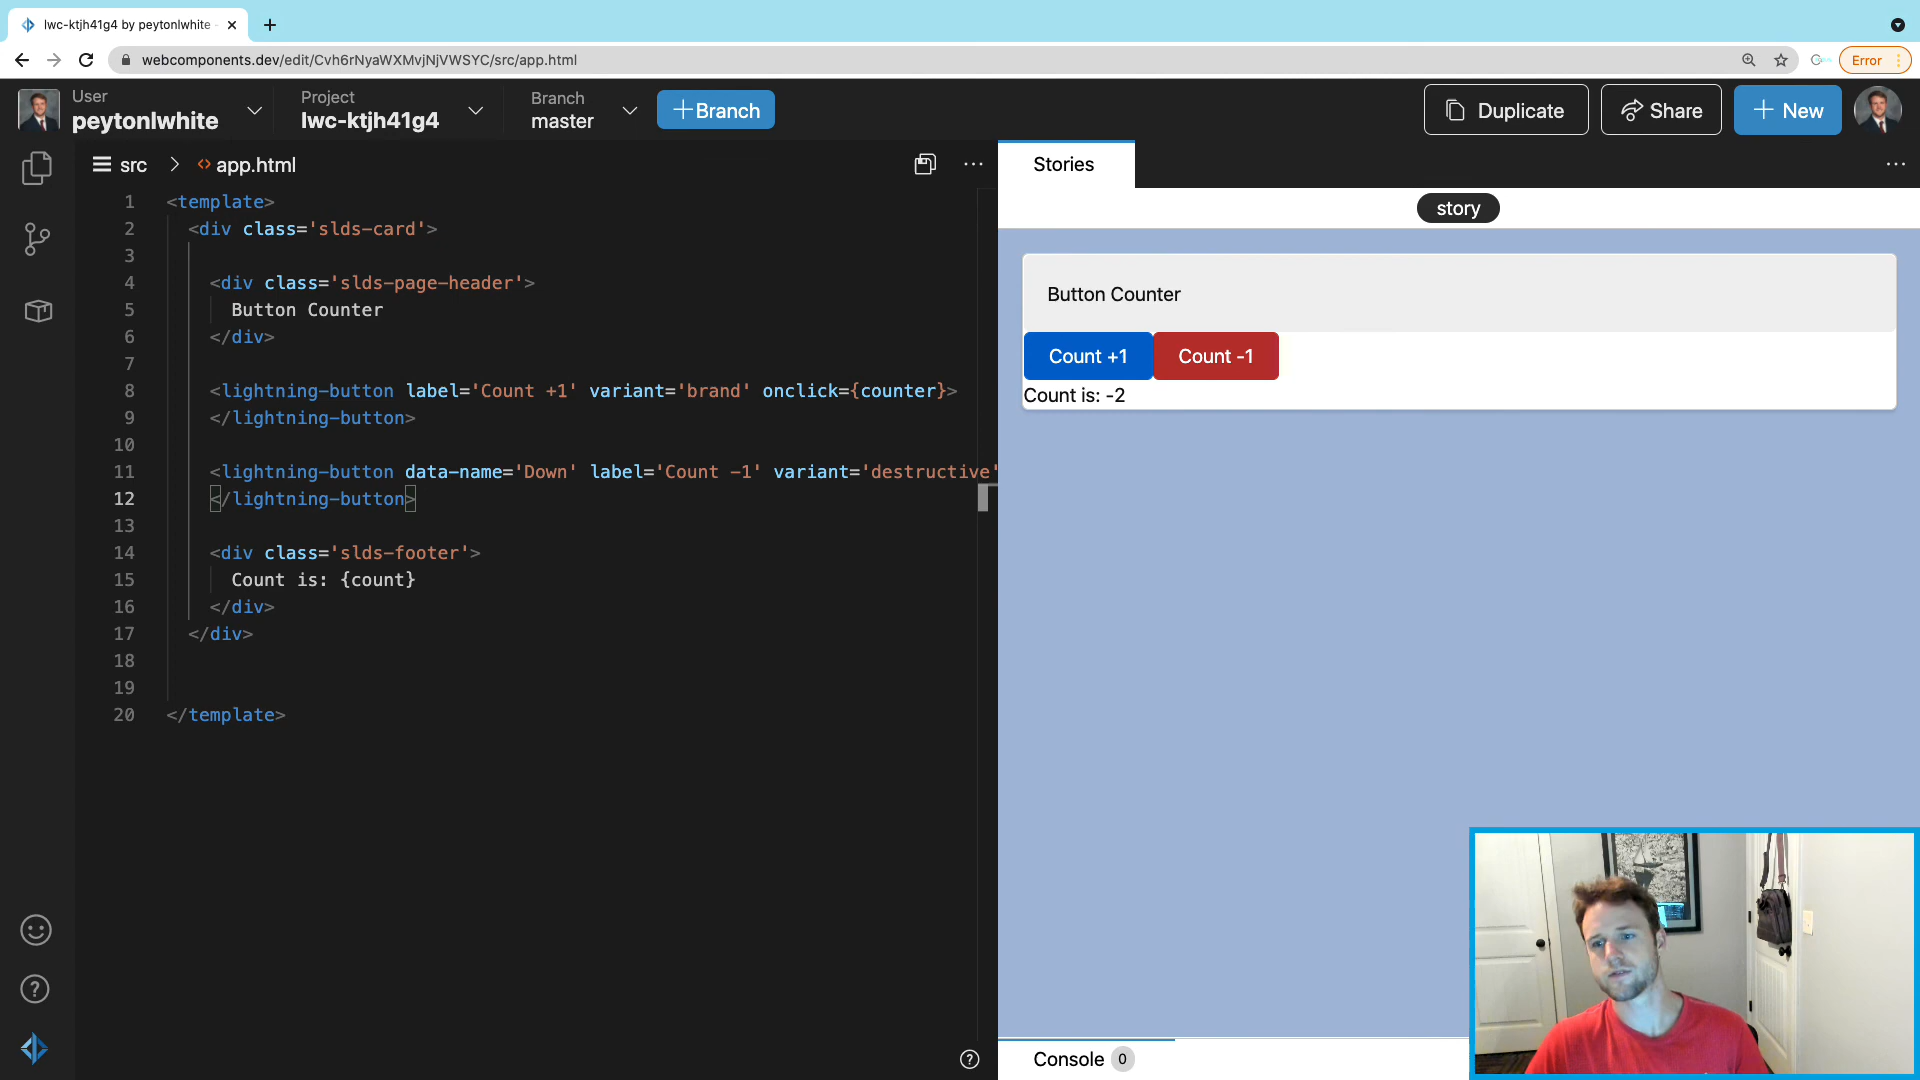 lwc-ktjh41g4 by peytonlwhite -
webcomponents.dev/edit/Cvh6rNyaWXMvjNjVWSYC/src/app.html
Error
User
peytonlwhite
Project
lwc-ktjh41g4
Branch
master
+Branch
Duplicate
Share
+ New
src > <> app.html
Stories
story
1 <template>
2 <div class='slds-card'>
3
4 <div class='slds-page-header'>
5 Button Counter
6 </div>
7
8 <lightning-button label='Count +1' variant='brand' onclick={counter}>
9 </lightning-button>
10
11 <lightning-button data-name='Down' label='Count -1' variant='destructive'
12 </lightning-button>
13
14 <div class='slds-footer'>
15 Count is: {count}
16 </div>
17 </div>
18
19
20 </template>
Button Counter
Count +1 Count -1
Count is: -2
Console 0